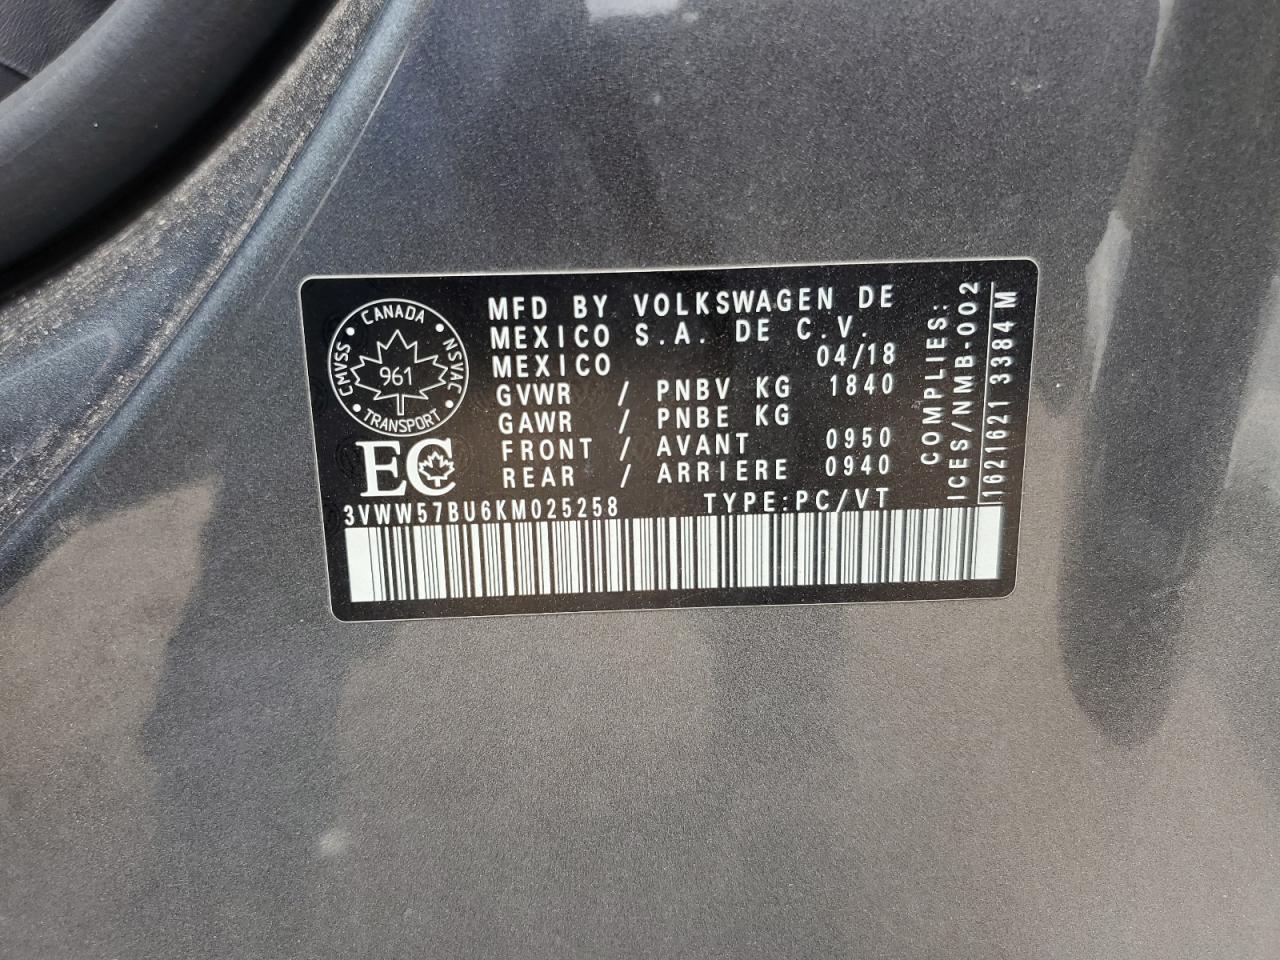 CANADA
CMVSS • NSVAC
961
• TRANSPORT •
EC
MFD BY VOLKSWAGEN DE
MEXICO S.A. DE C.V.
MEXICO 04/18
GVWR / PNBV KG 1840
GAWR / PNBE KG
FRONT / AVANT 0950
REAR / ARRIERE 0940
3VWW57BU6KM025258 TYPE:PC/VT
COMPLIES:
ICES/NMB-002
1621621 3384 M